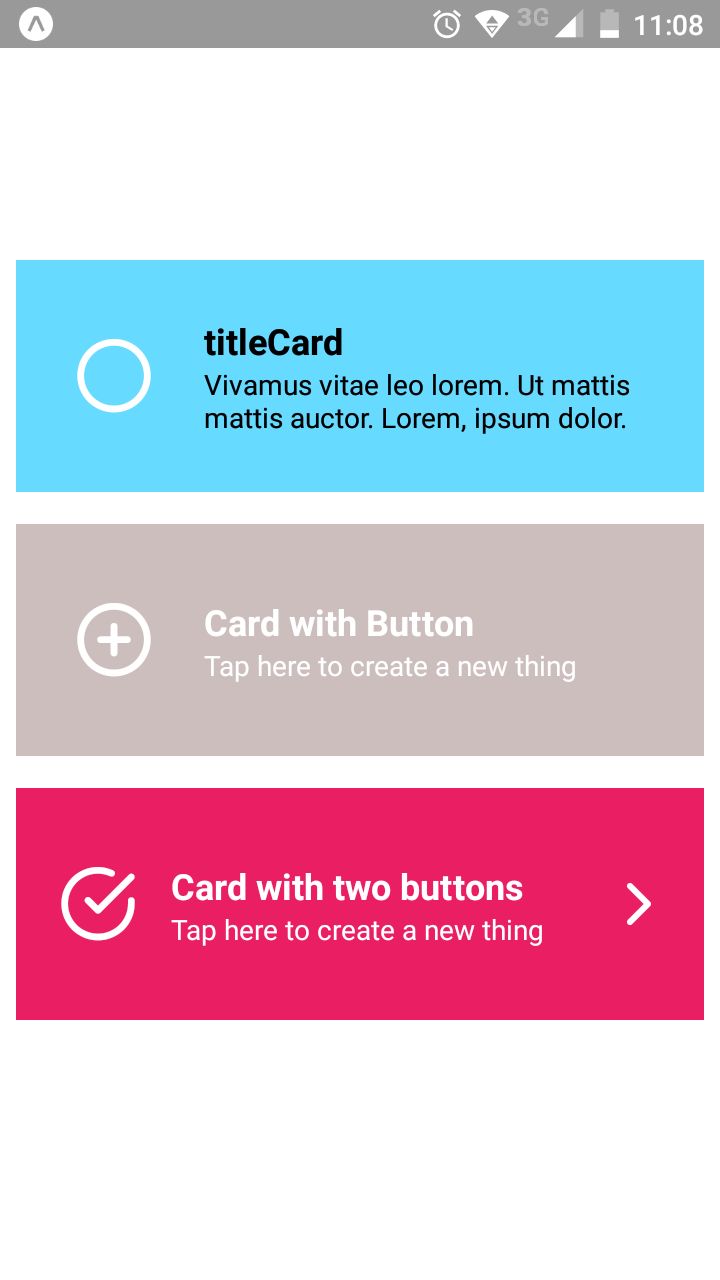 3G 11:08
titleCard
Vivamus vitae leo lorem. Ut mattis
mattis auctor. Lorem, ipsum dolor.
Card with Button
Tap here to create a new thing
Card with two buttons
Tap here to create a new thing